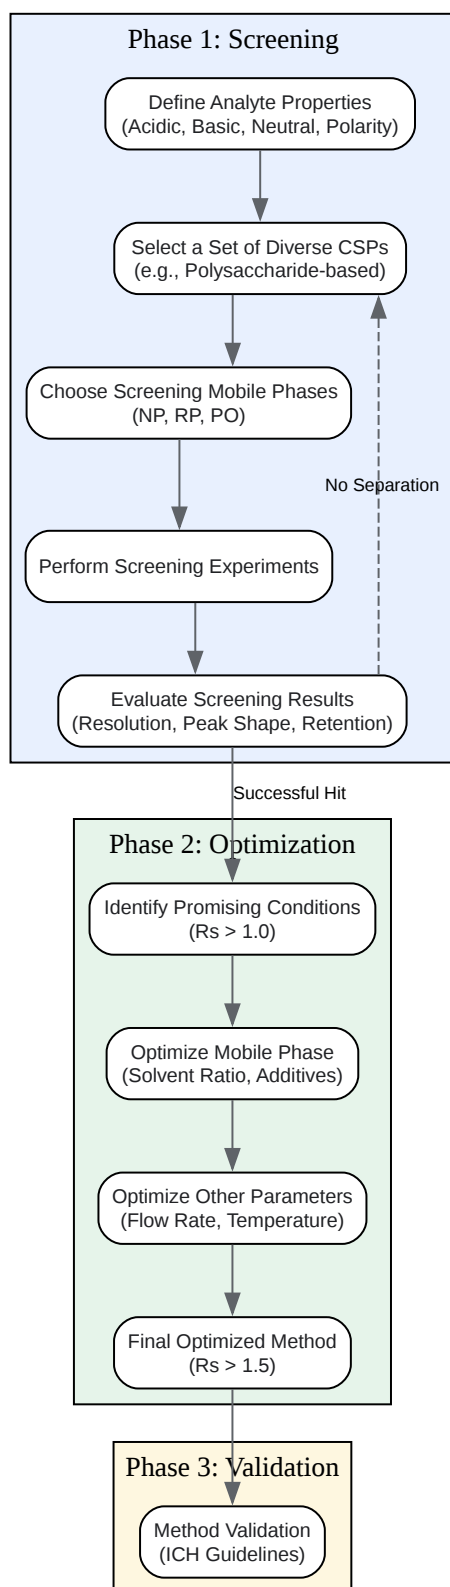 Phase 1: Screening
Define Analyte Properties
(Acidic, Basic, Neutral, Polarity)
Select a Set of Diverse CSPs
(e.g., Polysaccharide-based)
Choose Screening Mobile Phases
(NP, RP, PO)
No Separation
Perform Screening Experiments
Evaluate Screening Results
(Resolution, Peak Shape, Retention)
Successful Hit
Phase 2: Optimization
Identify Promising Conditions
(Rs > 1.0)
Optimize Mobile Phase
(Solvent Ratio, Additives)
Optimize Other Parameters
(Flow Rate, Temperature)
Final Optimized Method
(Rs > 1.5)
Phase 3: Validation
Method Validation
(ICH Guidelines)